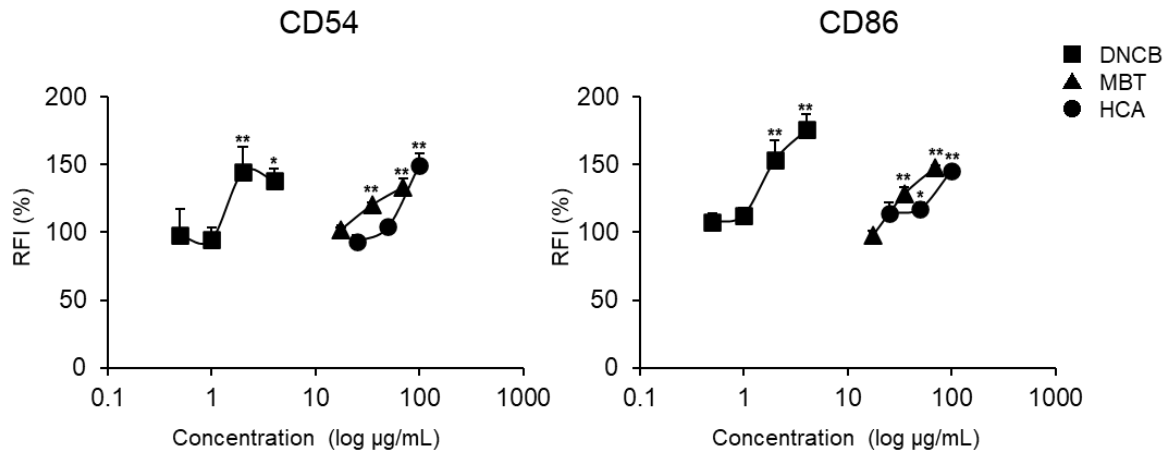 CD54
CD86
DNCB
MBT
HCA
200
150
100
50
0
RFI (%)
** * ** ** **
0.1 1 10 100 1000
Concentration (log µg/mL)
200
150
100
50
0
RFI (%)
** ** ** ** ** *
0.1 1 10 100 1000
Concentration (log µg/mL)